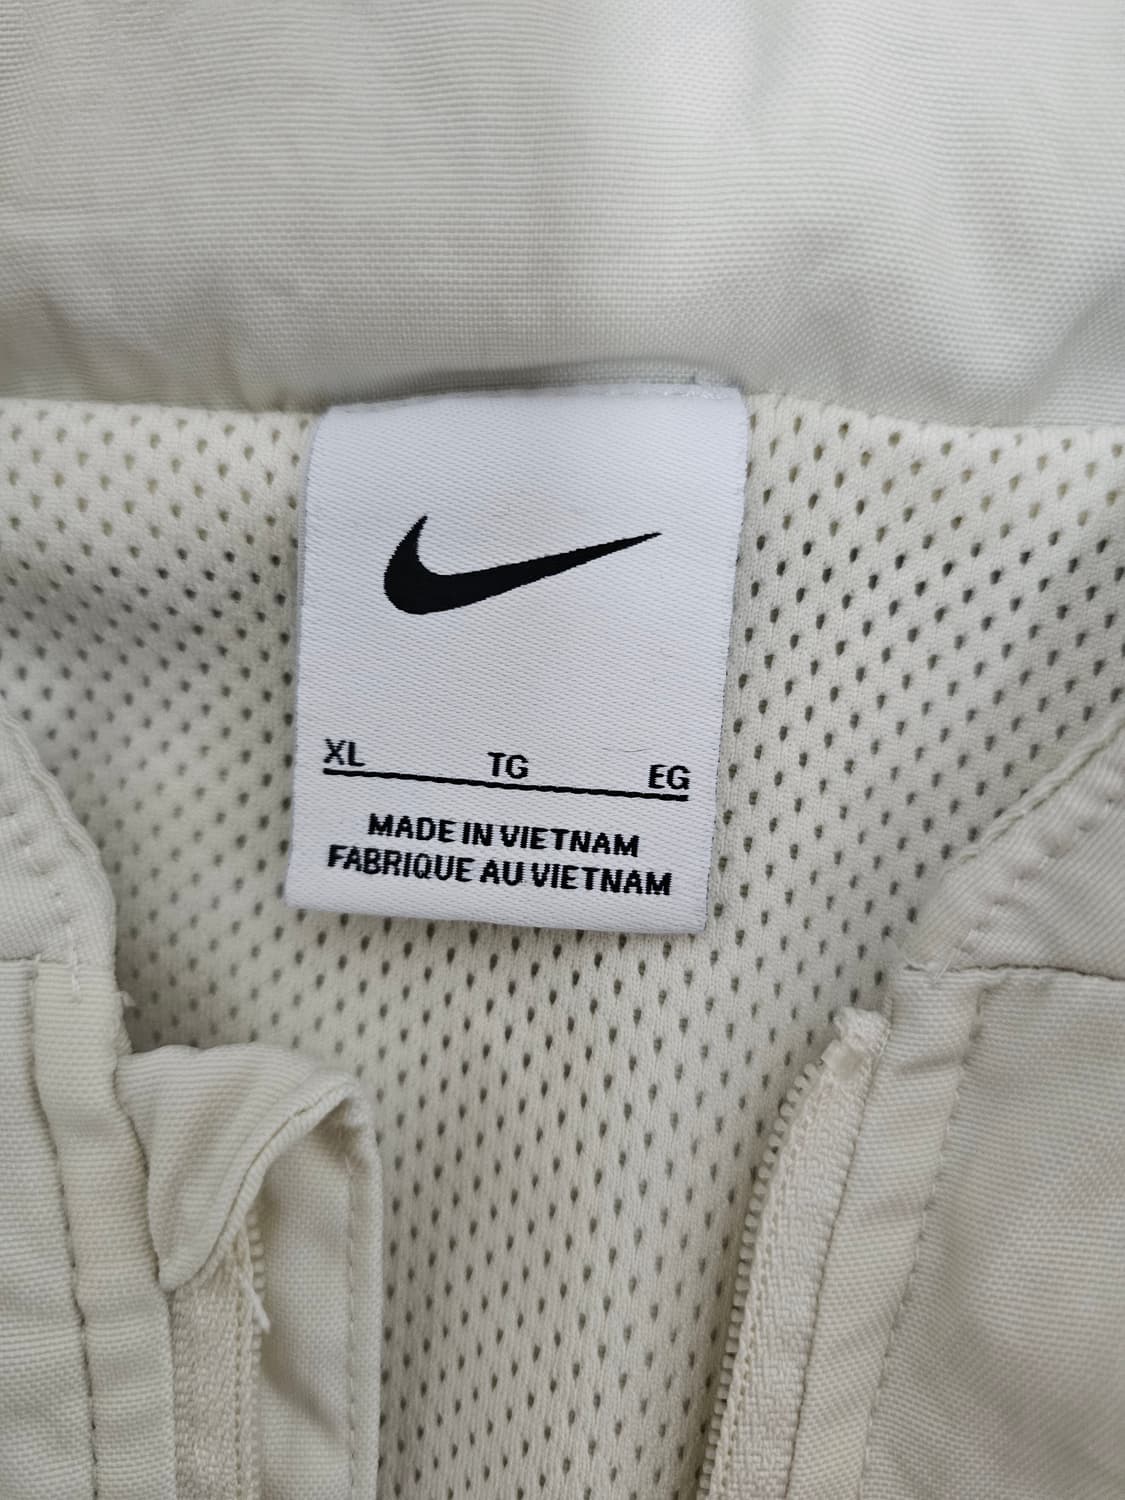 XL TG EG
MADE IN VIETNAM
FABRIQUE AU VIETNAM